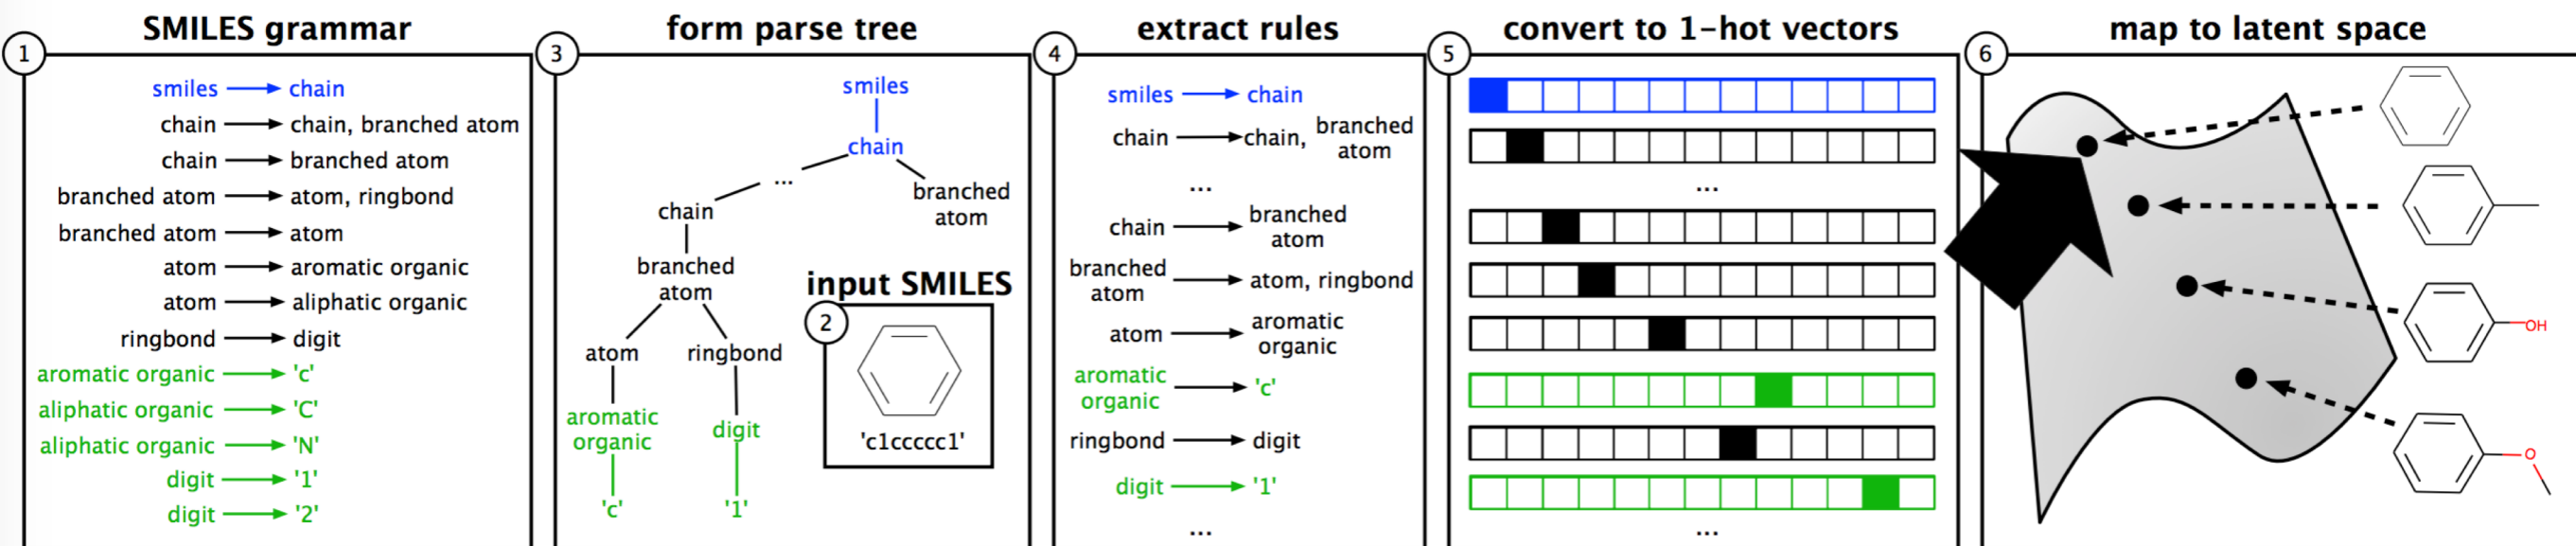 SMILES grammar
1
smiles → chain
chain → chain, branched atom
chain → branched atom
branched atom → atom, ringbond
branched atom → atom
atom → aromatic organic
atom → aliphatic organic
ringbond → digit
aromatic organic → 'c'
aliphatic organic → 'C'
aliphatic organic → 'N'
digit → '1'
digit → '2'
input SMILES
2
'c1ccccc1'
form parse tree
3
smiles
chain
...
branched
atom
chain
branched
atom
atom ringbond
aromatic
organic
digit
'c' '1'
extract rules
4
smiles → chain
chain → chain, branched
atom
...
chain → branched
atom
branched
atom → atom, ringbond
atom → aromatic
organic
aromatic
organic → 'c'
ringbond → digit
digit → '1'
...
convert to 1-hot vectors
5
...
...
map to latent space
6
OH
O